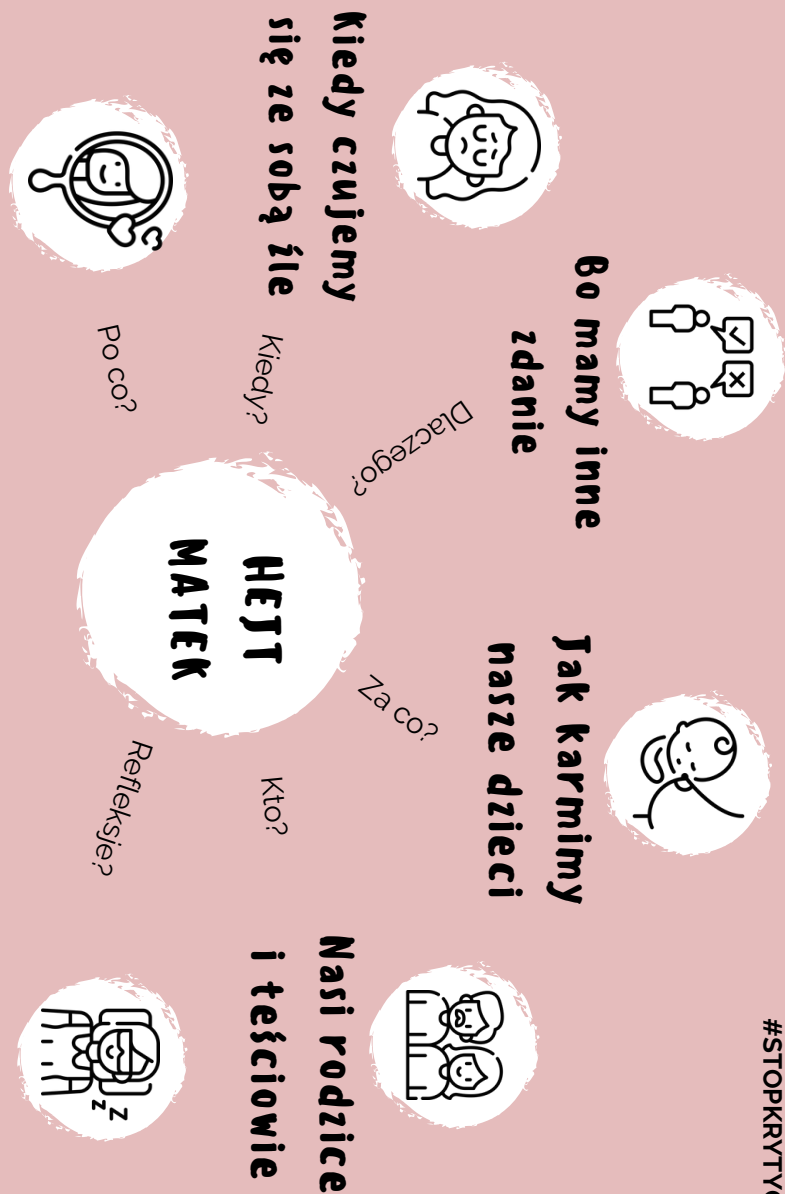 #STOPKRYTY
Bo mamy inne
zdanie
Jak karmimy
nasze dzieci
Kiedy czujemy
się ze sobą źle
Nasi rodzice
i teściowie
Dlaczego?
Za co?
Kiedy?
Kto?
HEJT
MATEK
Po co?
Refleksje?
z
Z